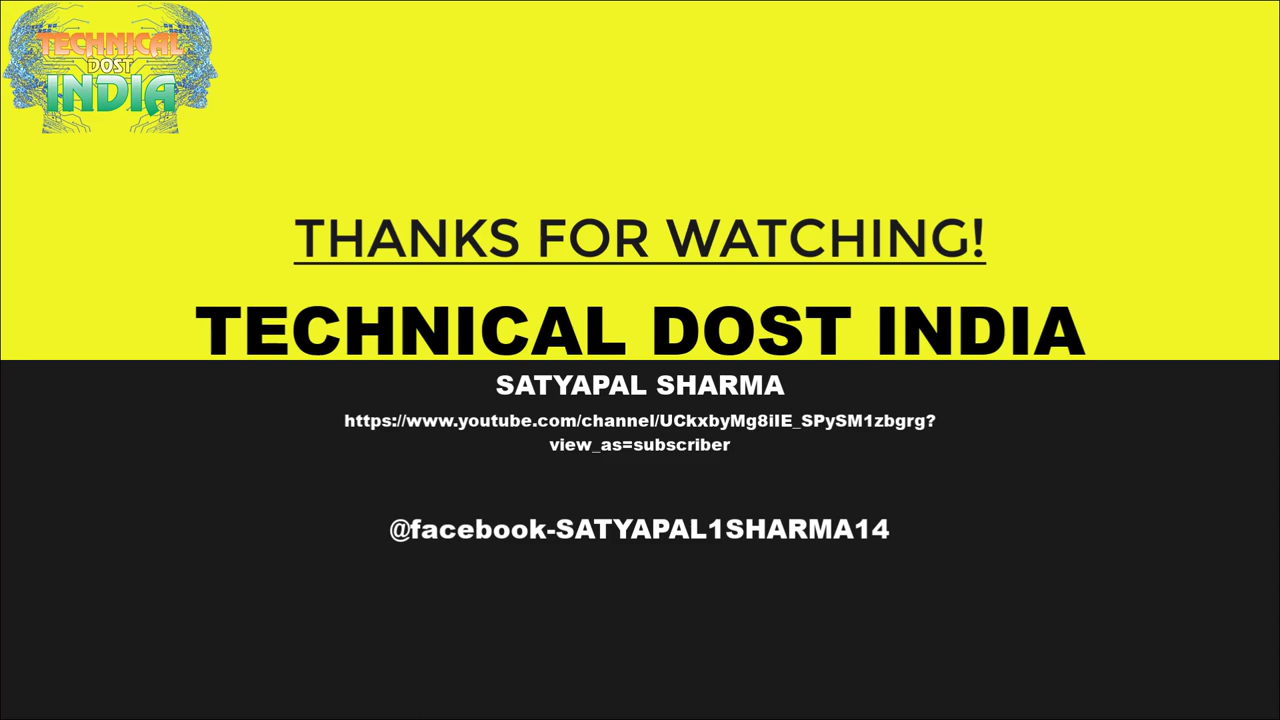 TECHNICAL
DOST
INDIA
THANKS FOR WATCHING!
TECHNICAL DOST INDIA
SATYAPAL SHARMA
https://www.youtube.com/channel/UCkxbyMg8iIE_SPySM1zbgrg?
view_as=subscriber
@facebook-SATYAPAL1SHARMA14